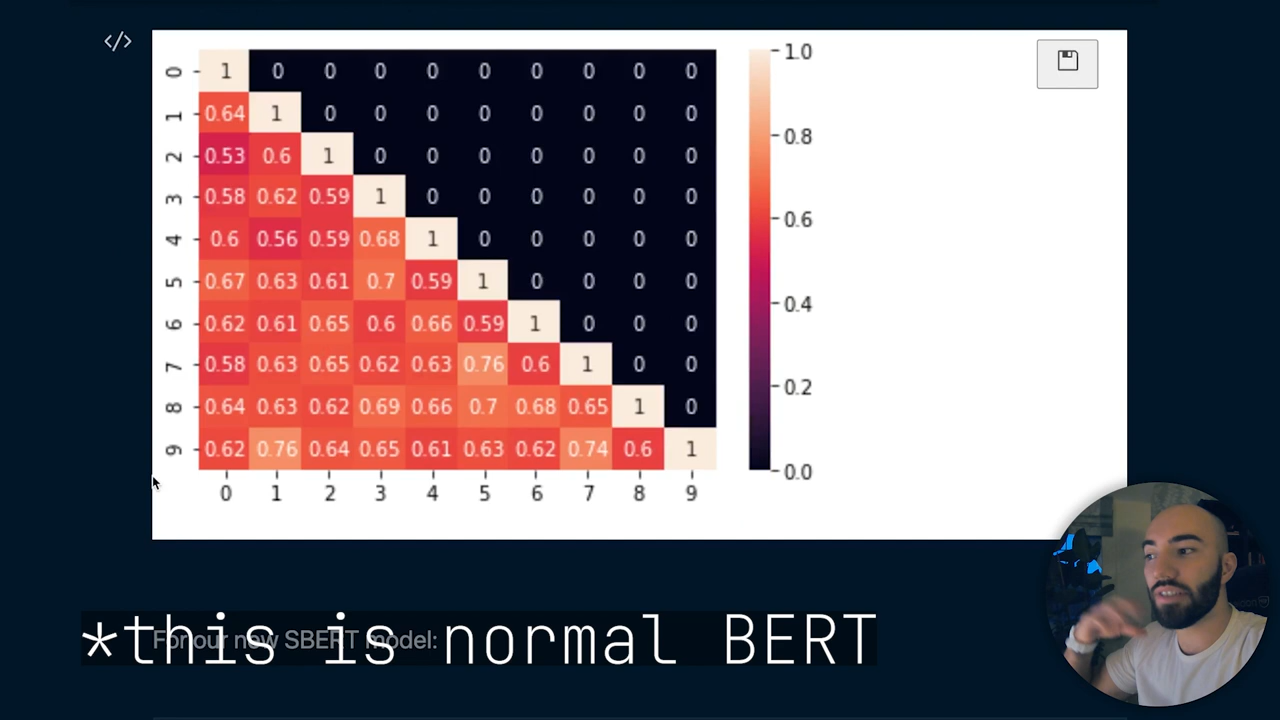 </>
0 1 0 0 0 0 0 0 0 0 0
1 0.64 1 0 0 0 0 0 0 0 0
2 0.53 0.6 1 0 0 0 0 0 0 0
3 0.58 0.62 0.59 1 0 0 0 0 0 0
4 0.6 0.56 0.59 0.68 1 0 0 0 0 0
5 0.67 0.63 0.61 0.7 0.59 1 0 0 0 0
6 0.62 0.61 0.65 0.6 0.66 0.59 1 0 0 0
7 0.58 0.63 0.65 0.62 0.63 0.76 0.6 1 0 0
8 0.64 0.63 0.62 0.69 0.66 0.7 0.68 0.65 1 0
9 0.62 0.76 0.64 0.65 0.61 0.63 0.62 0.74 0.6 1
0 1 2 3 4 5 6 7 8 9
1.0
0.8
0.6
0.4
0.2
0.0
*this is normal BERT
For our new SBERT model: